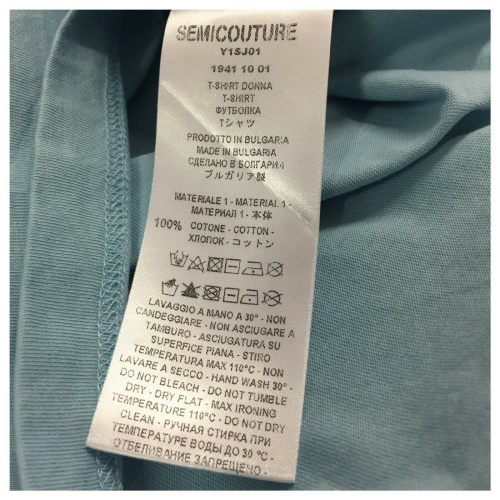 SEMICOUTURE
Y1SJ01
1941 10 01
T-SHIRT DONNA
T-SHIRT
ФУТБОЛКА
Tシャツ
PRODOTTO IN BULGARIA
MADE IN BULGARIA
СДЕЛАНО В БОЛГАРИИ
ブルガリア製
MATERIALE 1 - MATERIAL 1 -
МАТЕРИАЛ 1 - 本体
100% COTONE - COTTON -
ХЛОПОК - コットン
LAVAGGIO A MANO A 30° - NON
CANDEGGIARE - NON ASCIUGARE A
TAMBURO - ASCIUGATURA SU
SUPERFICE PIANA - STIRO
TEMPERATURA MAX 110°C - NON
LAVARE A SECCO - HAND WASH 30° -
DO NOT BLEACH - DO NOT TUMBLE
DRY - DRY FLAT - MAX IRONING
TEMPERATURE 110°C - DO NOT DRY
CLEAN - РУЧНАЯ СТИРКА ПРИ
ТЕМПЕРАТУРЕ ВОДЫ ДО 30° -
ОТБЕЛИВАНИЕ ЗАПРЕЩЕНО -